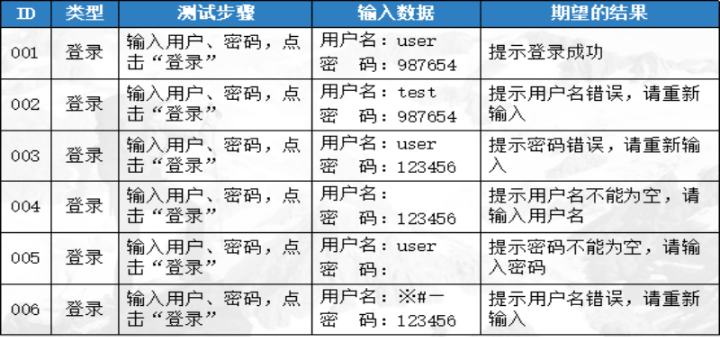 ID 类型 测试步骤 输入数据 期望的结果
001 登录 输入用户、密码，点击“登录” 用户名：user 密 码：987654 提示登录成功
002 登录 输入用户、密码，点击“登录” 用户名：test 密 码：987654 提示用户名错误，请重新输入
003 登录 输入用户、密码，点击“登录” 用户名：user 密 码：123456 提示密码错误，请重新输入
004 登录 输入用户、密码，点击“登录” 用户名： 密 码：123456 提示用户名不能为空，请输入用户名
005 登录 输入用户、密码，点击“登录” 用户名：user 密 码： 提示密码不能为空，请输入密码
006 登录 输入用户、密码，点击“登录” 用户名：※#— 密 码：123456 提示用户名错误，请重新输入